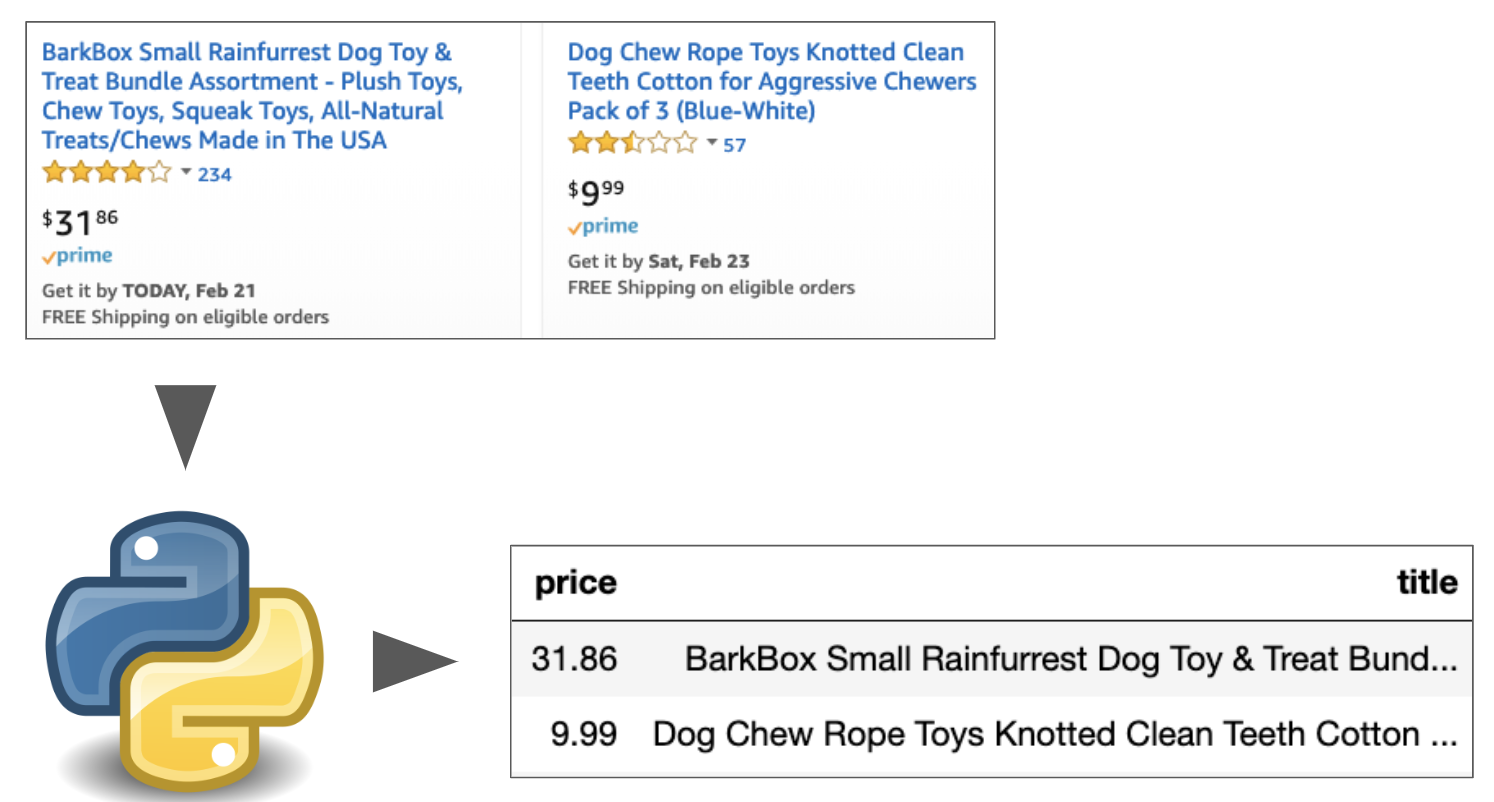 BarkBox Small Rainfurrest Dog Toy &
Treat Bundle Assortment - Plush Toys,
Chew Toys, Squeak Toys, All-Natural
Treats/Chews Made in The USA
234
$31 86
prime
Get it by TODAY, Feb 21
FREE Shipping on eligible orders
Dog Chew Rope Toys Knotted Clean
Teeth Cotton for Aggressive Chewers
Pack of 3 (Blue-White)
57
$9 99
prime
Get it by Sat, Feb 23
FREE Shipping on eligible orders
price title
31.86 BarkBox Small Rainfurrest Dog Toy & Treat Bund...
9.99 Dog Chew Rope Toys Knotted Clean Teeth Cotton ...